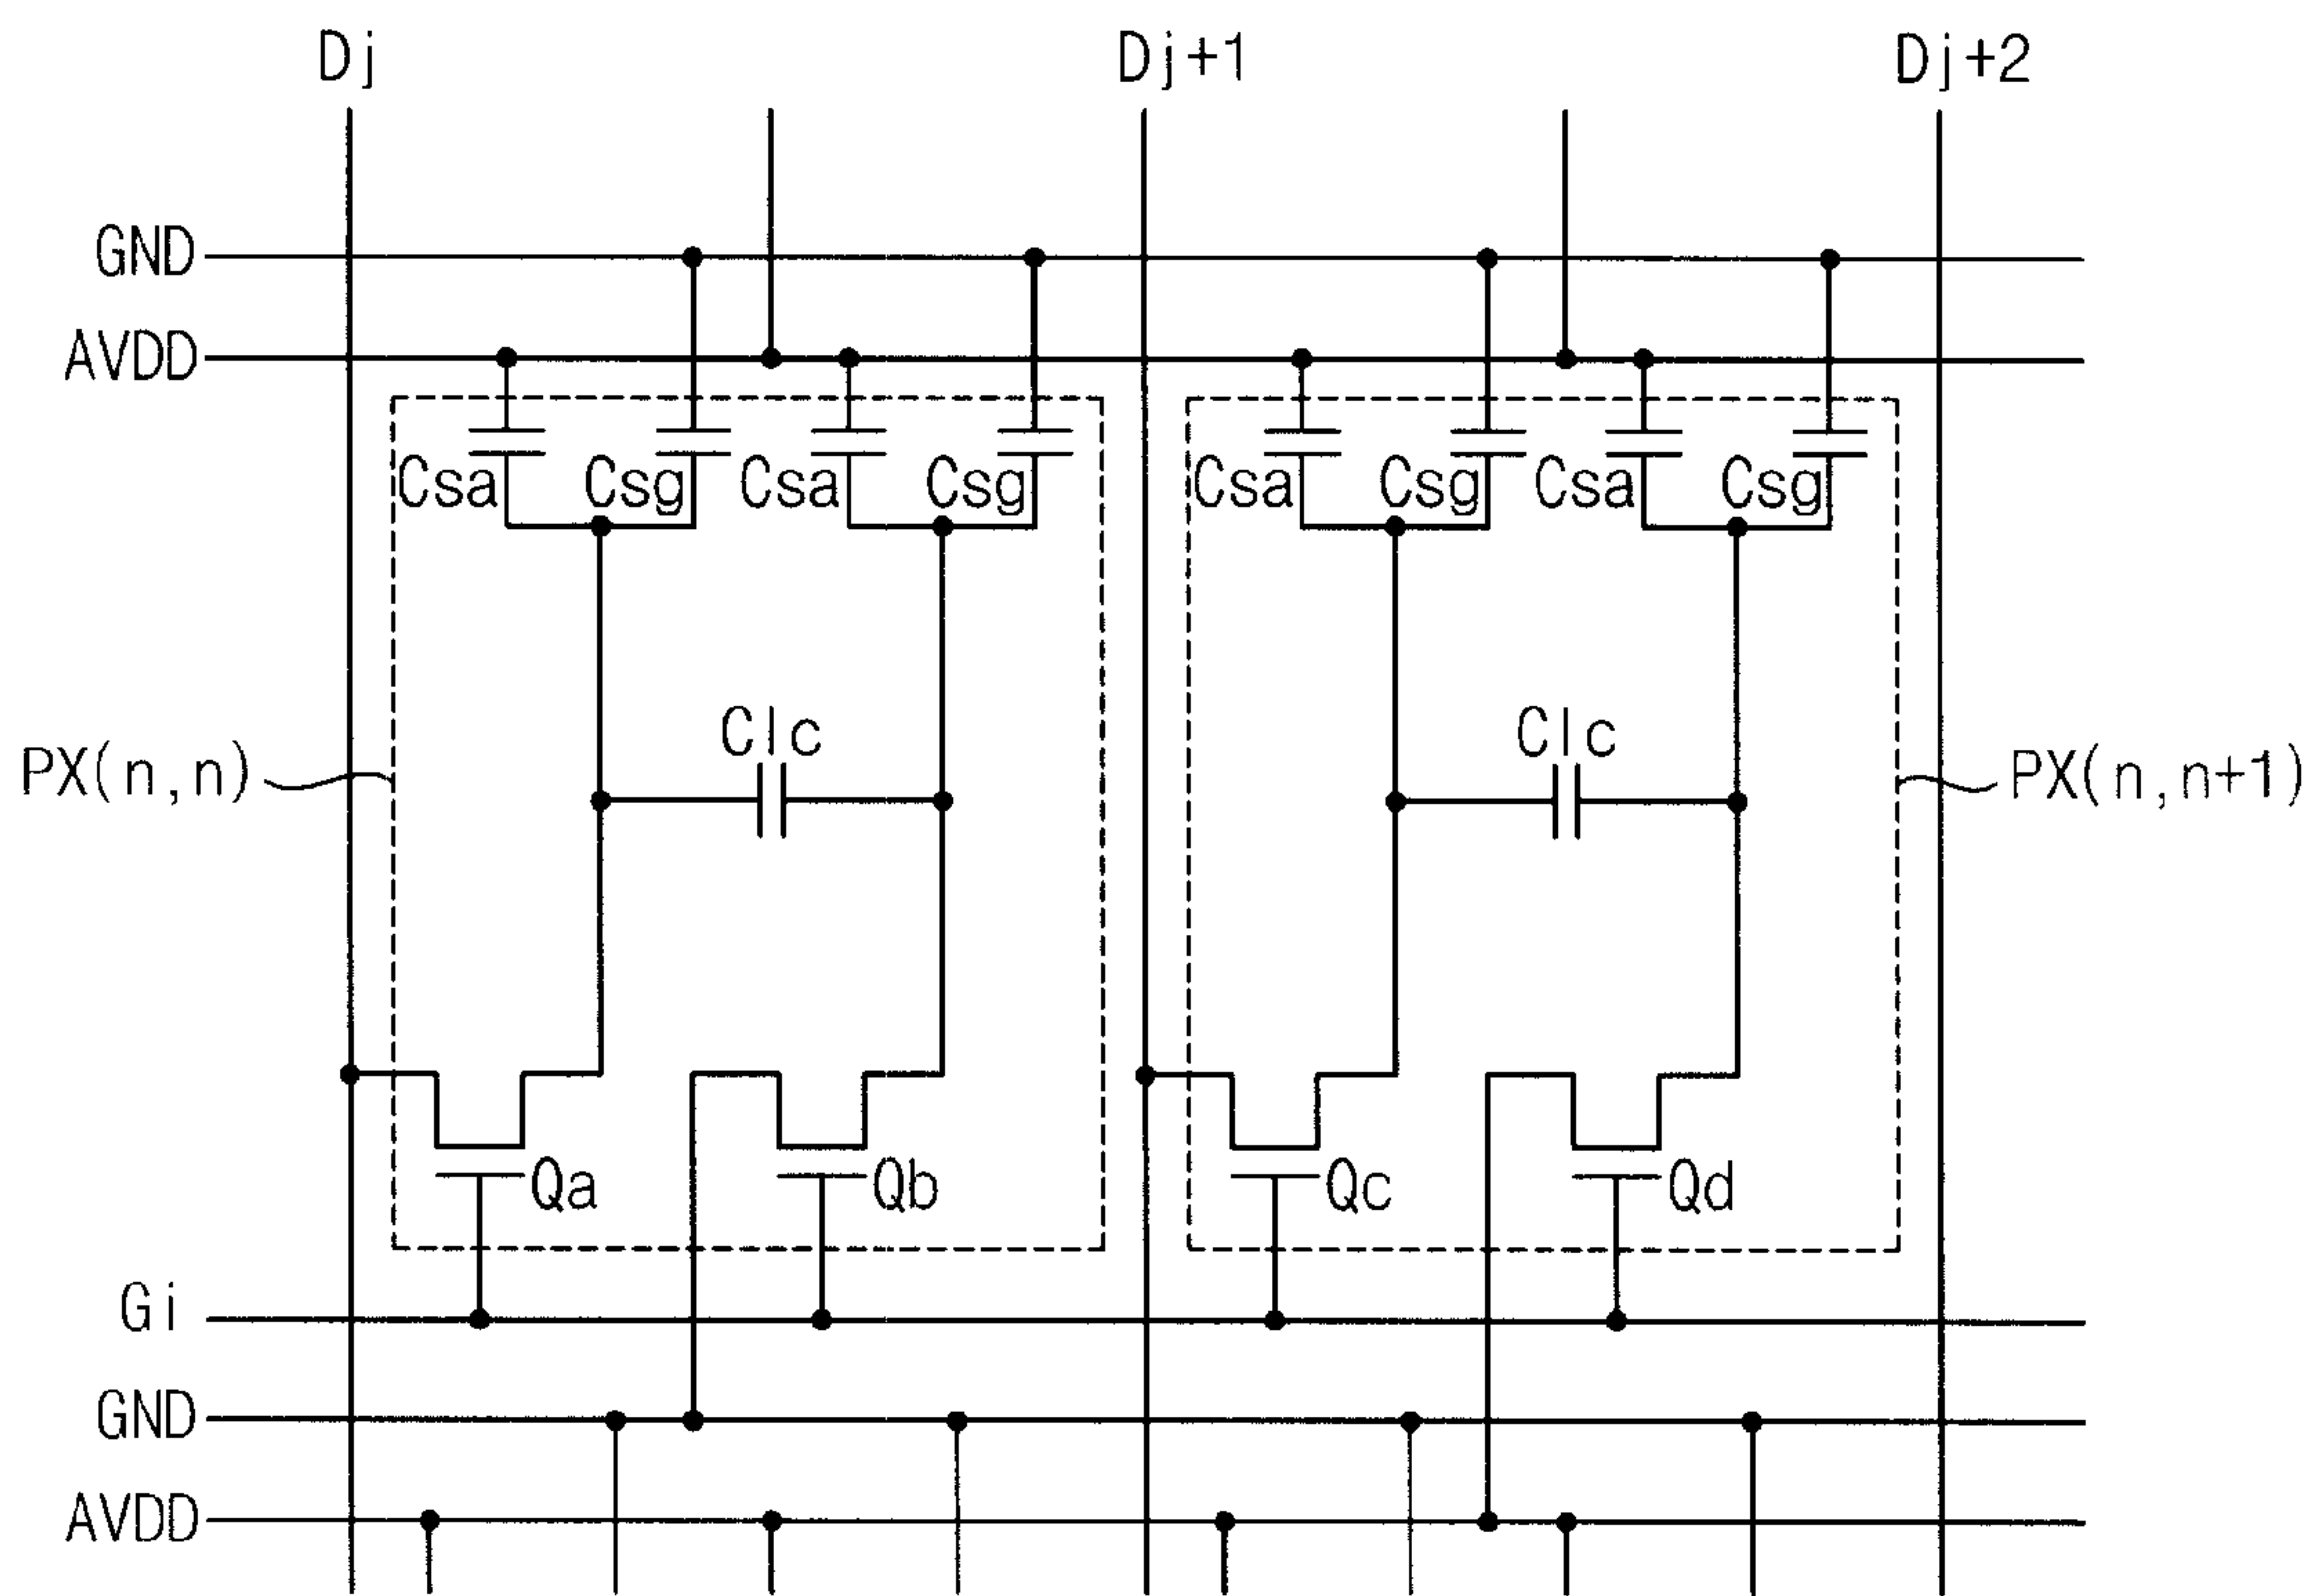 Dj Dj+1 Dj+2
GND
AVDD
Csa Csg Csa Csg Csa Csg Csa Csg
Clc Clc
PX(n,n) PX(n,n+1)
Qa Qb Qc Qd
Gi
GND
AVDD